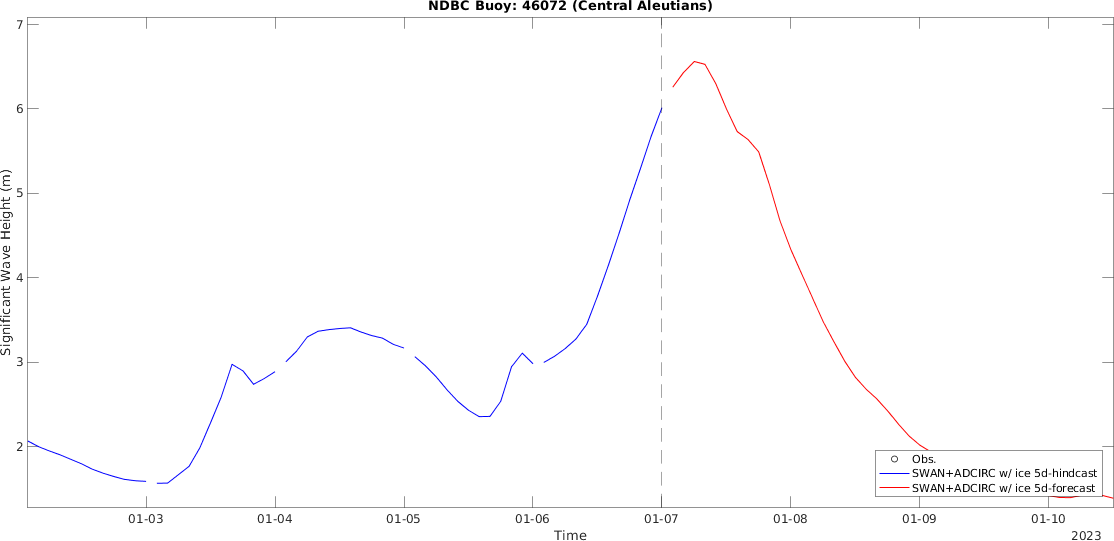 NDBC Buoy: 46072 (Central Aleutians)
7
6
5
4
3
2
Significant Wave Height (m)
Obs.
SWAN+ADCIRC w/ ice 5d-hindcast
SWAN+ADCIRC w/ ice 5d-forecast
01-03 01-04 01-05 01-06 01-07 01-08 01-09 01-10
Time
2023